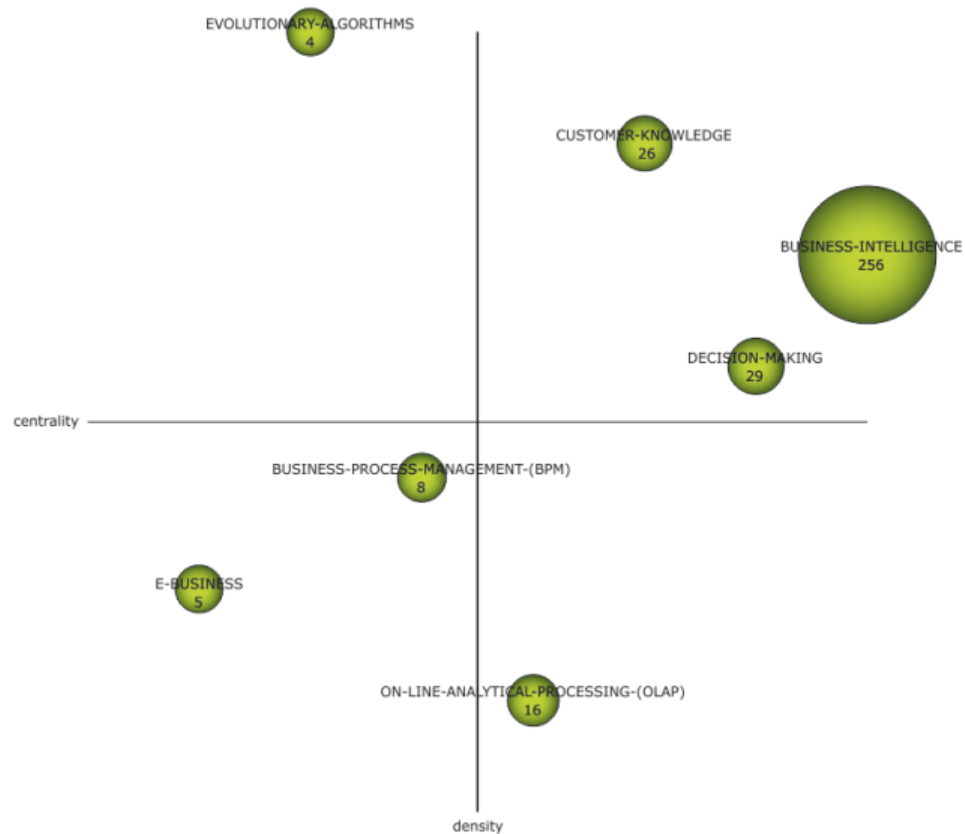 EVOLUTIONARY-ALGORITHMS
4
CUSTOMER-KNOWLEDGE
26
BUSINESS-INTELLIGENCE
256
DECISION-MAKING
29
centrality
BUSINESS-PROCESS-MANAGEMENT-(BPM)
8
E-BUSINESS
5
ON-LINE-ANALYTICAL-PROCESSING-(OLAP)
16
density